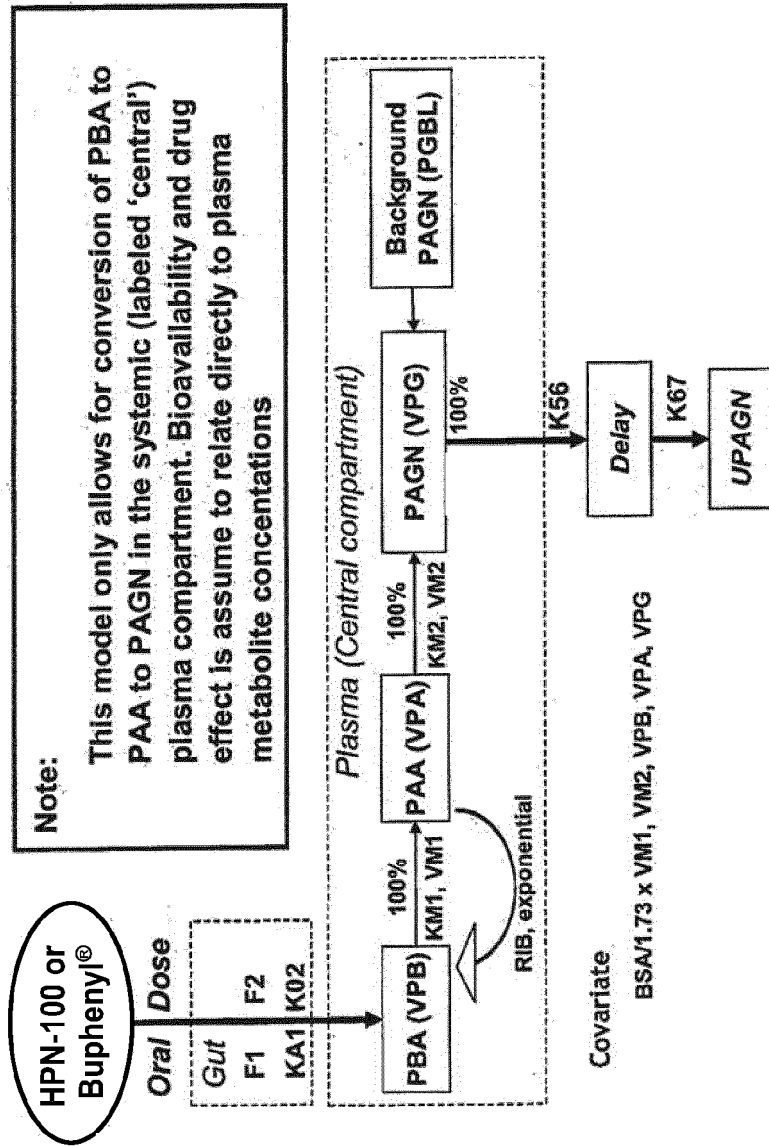 Note:
This model only allows for conversion of PBA to
PAA to PAGN in the systemic (labeled 'central')
plasma compartment. Bioavailability and drug
effect is assume to relate directly to plasma
metabolite concentations
HPN-100 or
Buphenyl®
Oral Dose
Gut
F1 F2
KA1 K02
Plasma (Central compartment)
PBA (VPB)
100%
KM1, VM1
PAA (VPA)
100%
KM2, VM2
PAGN (VPG)
Background
PAGN (PGBL)
RIB, exponential
100%
K56
Delay
K67
UPAGN
Covariate
BSA/1.73 x VM1, VM2, VPB, VPA, VPG